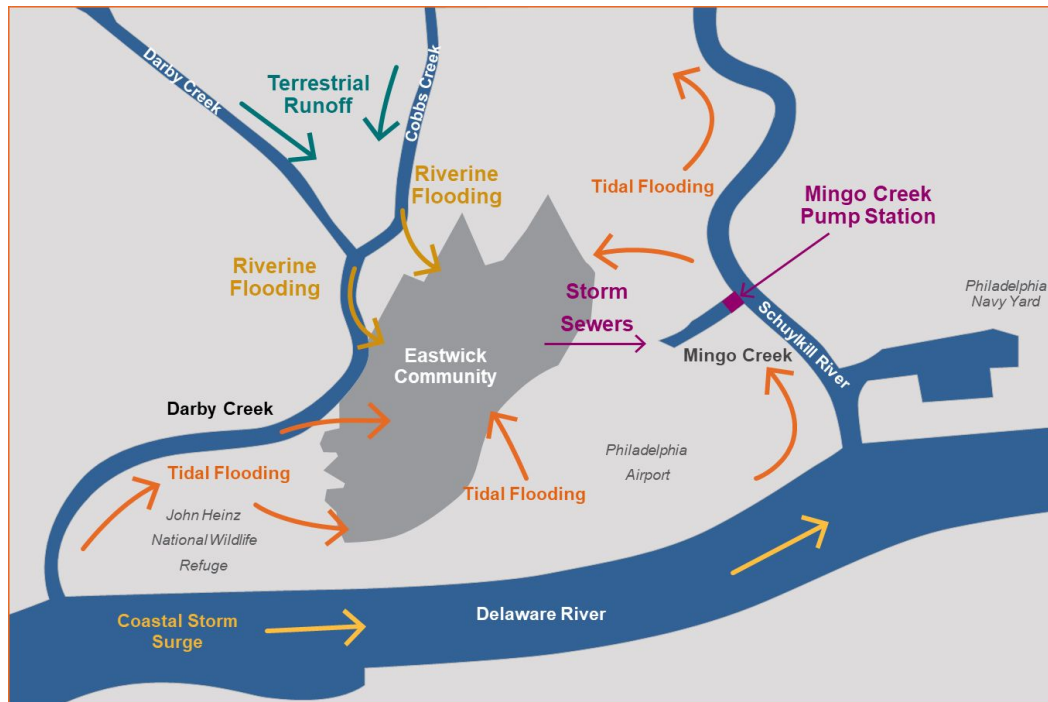 Darby Creek
Cobbs Creek
Terrestrial
Runoff
Riverine
Flooding
Riverine
Flooding
Tidal Flooding
Mingo Creek
Pump Station
Philadelphia
Navy Yard
Storm
Sewers
Schuylkill River
Mingo Creek
Eastwick
Community
Darby Creek
Tidal Flooding
Philadelphia
Airport
Tidal Flooding
John Heinz
National Wildlife
Refuge
Delaware River
Coastal Storm
Surge